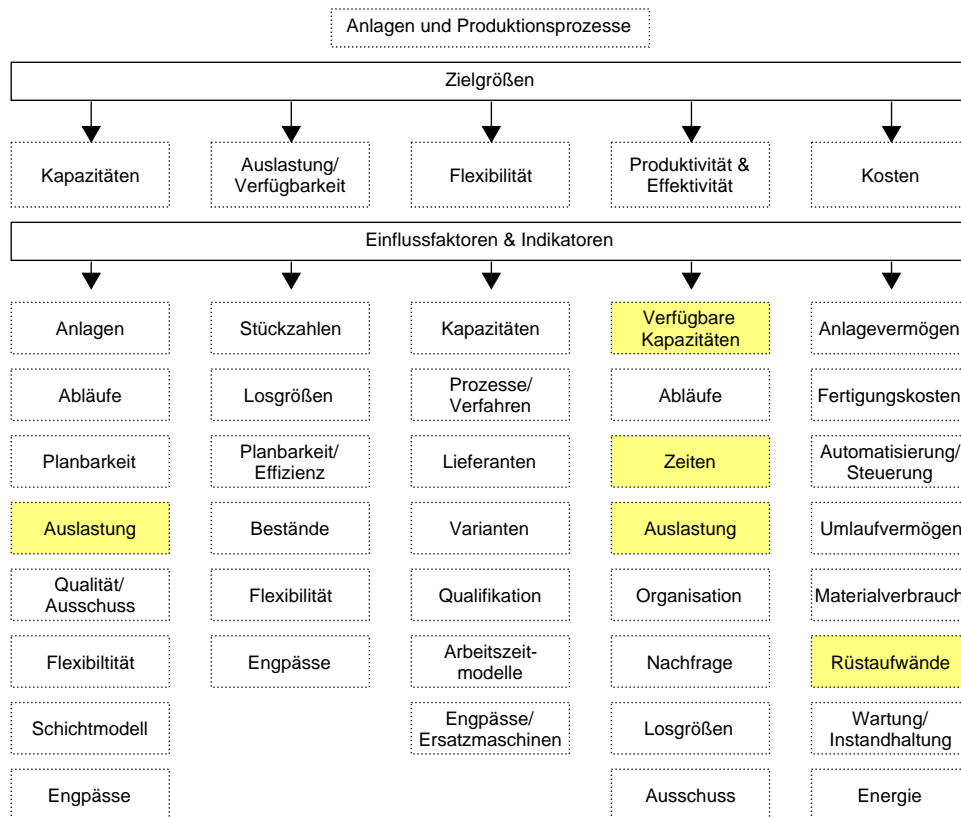 Anlagen und Produktionsprozesse
Zielgrößen
Kapazitäten
Auslastung/
Verfügbarkeit
Flexibilität
Produktivität &
Effektivität
Kosten
Einflussfaktoren & Indikatoren
Anlagen
Abläufe
Planbarkeit
Auslastung
Qualität/
Ausschuss
Flexibiltität
Schichtmodell
Engpässe
Stückzahlen
Losgrößen
Planbarkeit/
Effizienz
Bestände
Flexibilität
Engpässe
Kapazitäten
Prozesse/
Verfahren
Lieferanten
Varianten
Qualifikation
Arbeitszeit-
modelle
Engpässe/
Ersatzmaschinen
Verfügbare
Kapazitäten
Abläufe
Zeiten
Auslastung
Organisation
Nachfrage
Losgrößen
Ausschuss
Anlagevermögen
Fertigungskosten
Automatisierung/
Steuerung
Umlaufvermögen
Materialverbrauch
Rüstaufwände
Wartung/
Instandhaltung
Energie